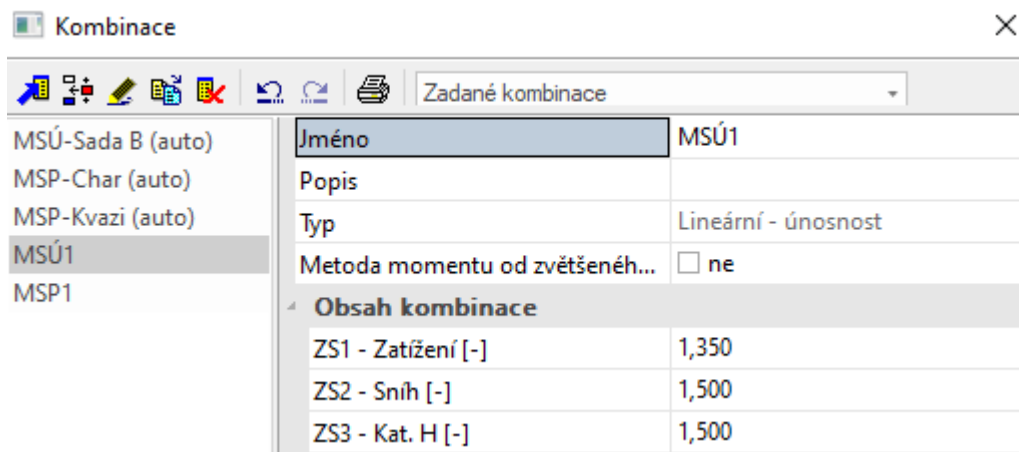 Kombinace
Zadané kombinace
MSÚ-Sada B (auto)
MSP-Char (auto)
MSP-Kvazi (auto)
MSÚ1
MSP1
Jméno MSÚ1
Popis
Typ Lineární - únosnost
Metoda momentu od zvětšenéh... ne
Obsah kombinace
ZS1 - Zatížení [-] 1,350
ZS2 - Sníh [-] 1,500
ZS3 - Kat. H [-] 1,500